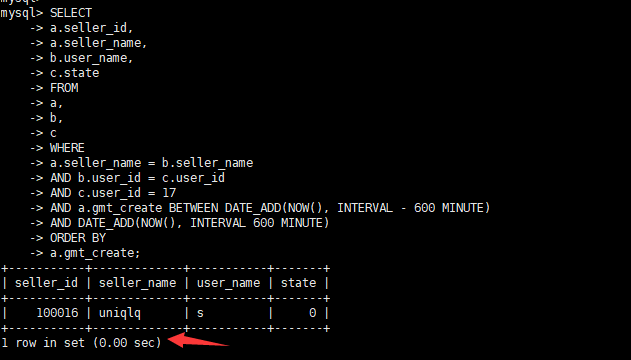 mysql> SELECT
    -> a.seller_id,
    -> a.seller_name,
    -> b.user_name,
    -> c.state
    -> FROM
    -> a,
    -> b,
    -> c
    -> WHERE
    -> a.seller_name = b.seller_name
    -> AND b.user_id = c.user_id
    -> AND c.user_id = 17
    -> AND a.gmt_create BETWEEN DATE_ADD(NOW(), INTERVAL - 600 MINUTE)
    -> AND DATE_ADD(NOW(), INTERVAL 600 MINUTE)
    -> ORDER BY
    -> a.gmt_create;
+-----------+-------------+-----------+-------+
| seller_id | seller_name | user_name | state |
+-----------+-------------+-----------+-------+
|    100016 | uniqlq      | s         |     0 |
+-----------+-------------+-----------+-------+
1 row in set (0.00 sec)